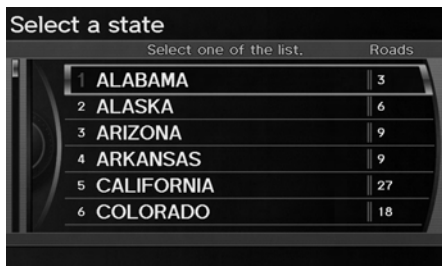 Select a state
Select one of the list. Roads
1 ALABAMA 3
2 ALASKA 6
3 ARIZONA 9
4 ARKANSAS 9
5 CALIFORNIA 27
6 COLORADO 18